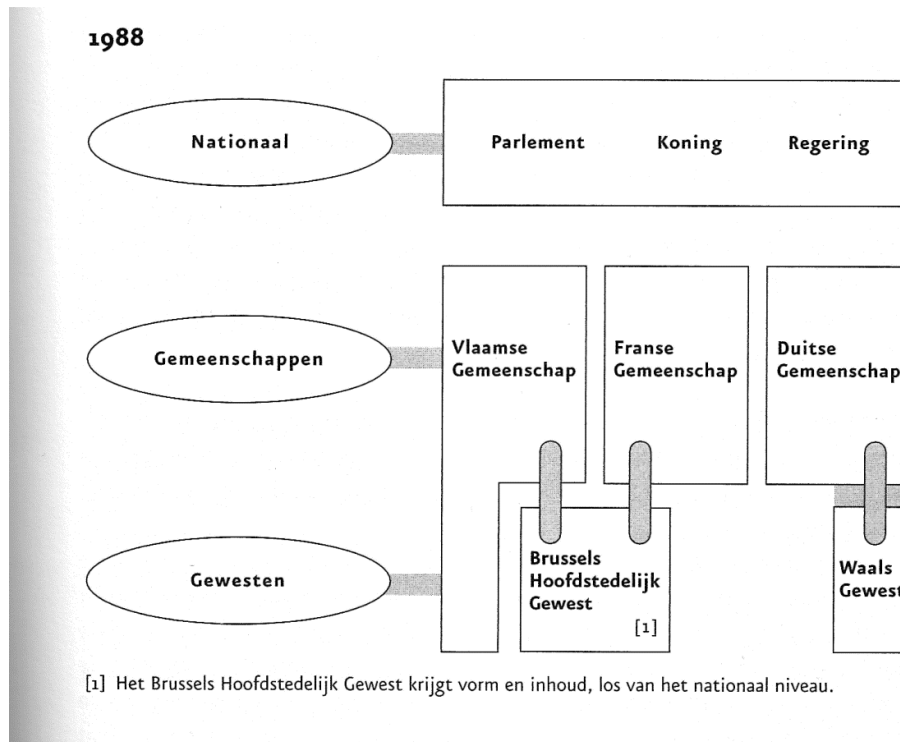 1988
Nationaal
Parlement Koning Regering
Gemeenschappen
Vlaamse
Gemeenschap
Franse
Gemeenschap
Duitse
Gemeenschap
Gewesten
Brussels
Hoofdstedelijk
Gewest
[1]
Waals
Gewest
[1] Het Brussels Hoofdstedelijk Gewest krijgt vorm en inhoud, los van het nationaal niveau.